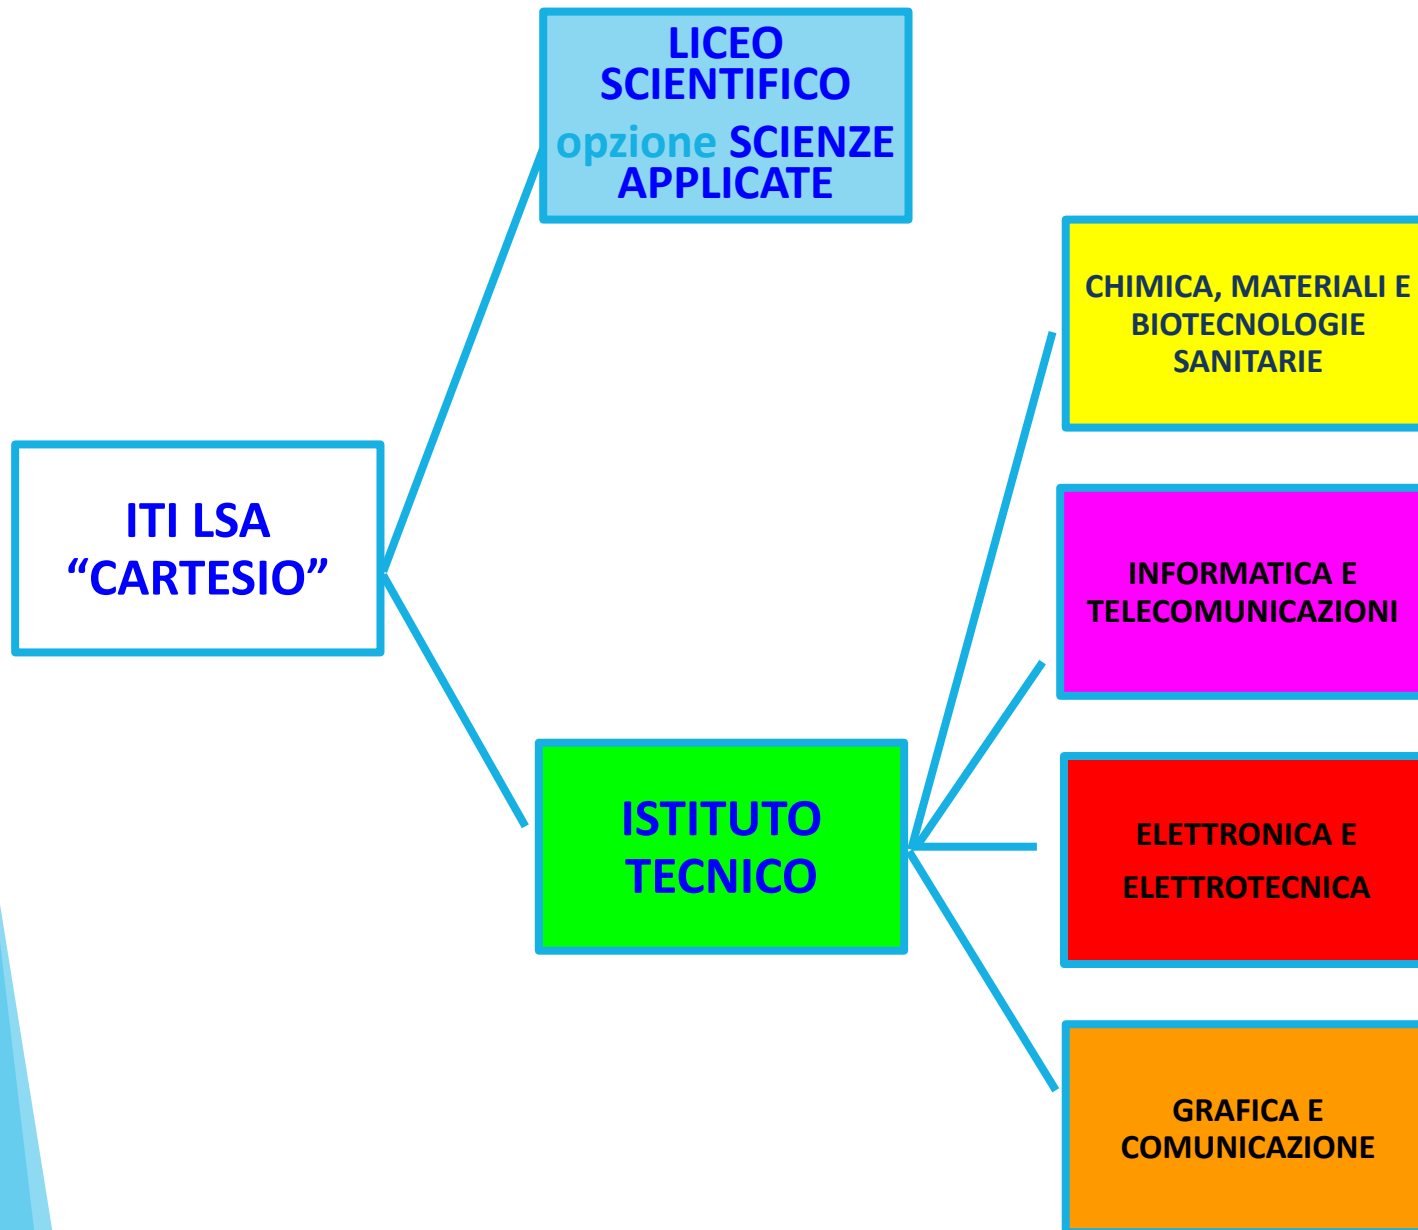 LICEO
SCIENTIFICO
opzione SCIENZE
APPLICATE
CHIMICA, MATERIALI E
BIOTECNOLOGIE
SANITARIE
ITI LSA
“CARTESIO”
INFORMATICA E
TELECOMUNICAZIONI
ISTITUTO
TECNICO
ELETTRONICA E
ELETTROTECNICA
GRAFICA E
COMUNICAZIONE